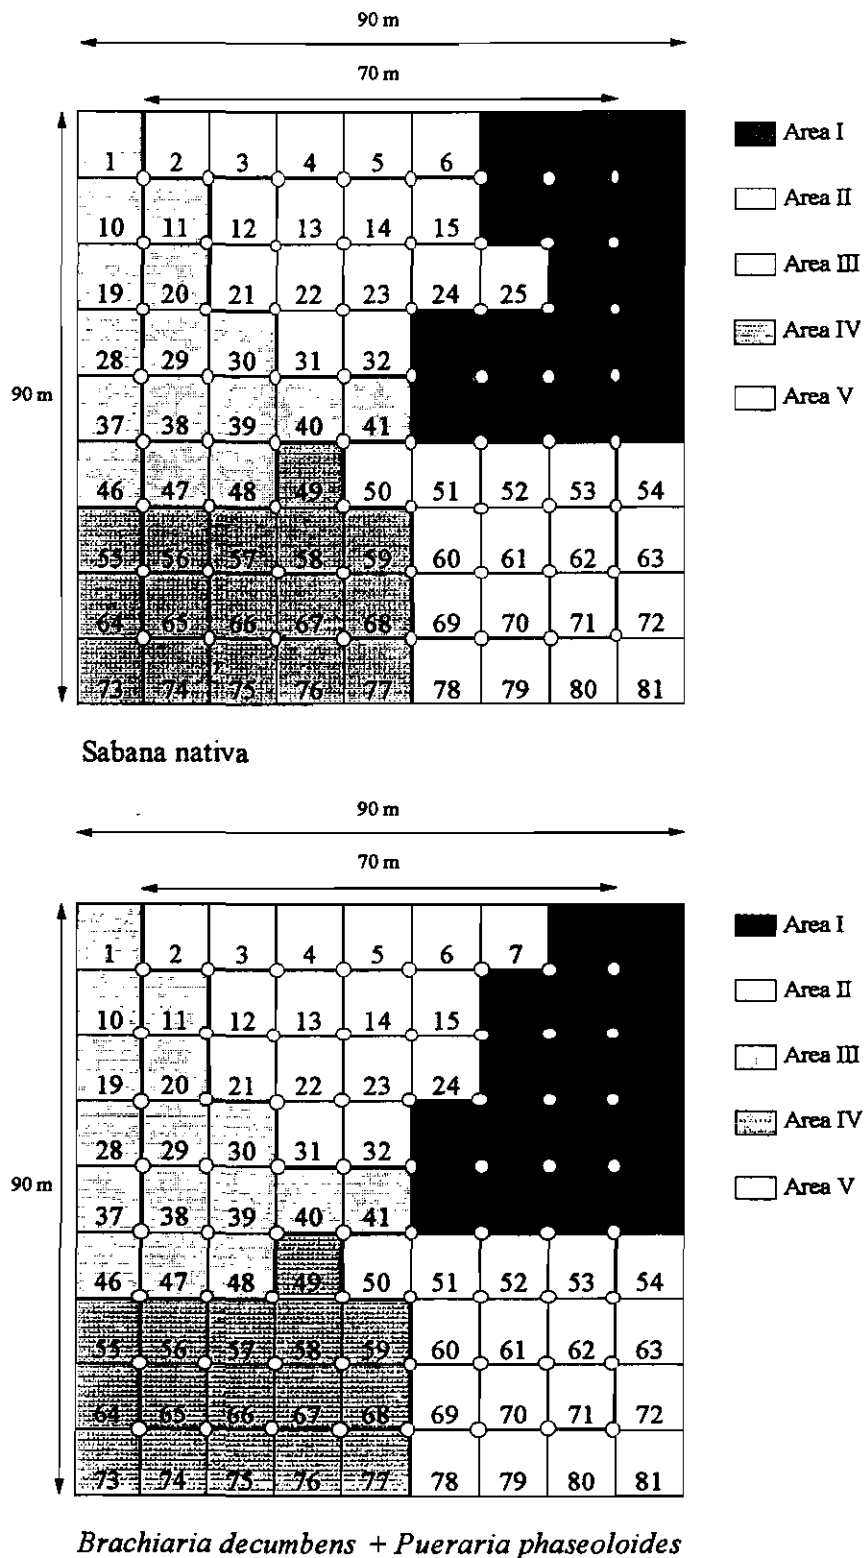 90 m
70 m
90 m
1 2 3 4 5 6
10 11 12 13 14 15
19 20 21 22 23 24 25
28 29 30 31 32
37 38 39 40 41
46 47 48 49 50 51 52 53 54
55 56 57 58 59 60 61 62 63
64 65 66 67 68 69 70 71 72
73 74 75 76 77 78 79 80 81
Area I
Area II
Area III
Area IV
Area V
Sabana nativa
90 m
70 m
90 m
1 2 3 4 5 6 7
10 11 12 13 14 15
19 20 21 22 23 24
28 29 30 31 32
37 38 39 40 41
46 47 48 49 50 51 52 53 54
55 56 57 58 59 60 61 62 63
64 65 66 67 68 69 70 71 72
73 74 75 76 77 78 79 80 81
Area I
Area II
Area III
Area IV
Area V
Brachiaria decumbens + Pueraria phaseoloides